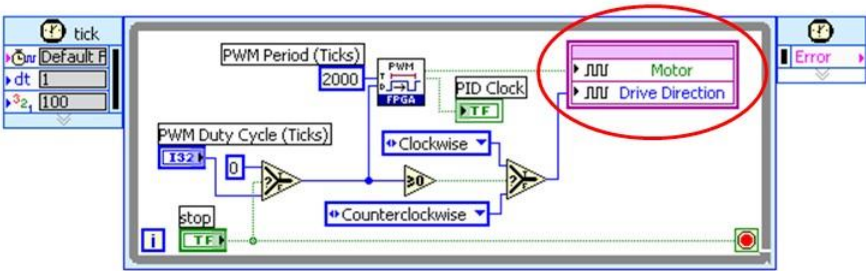 tick
Default F
dt 1
100
PWM Period (Ticks)
2000
PWM
T
D
FPGA
PID Clock
TF
Motor
Drive Direction
Error
PWM Duty Cycle (Ticks)
I32
0
?
Clockwise
≥0
?
Counterclockwise
stop
TF
i